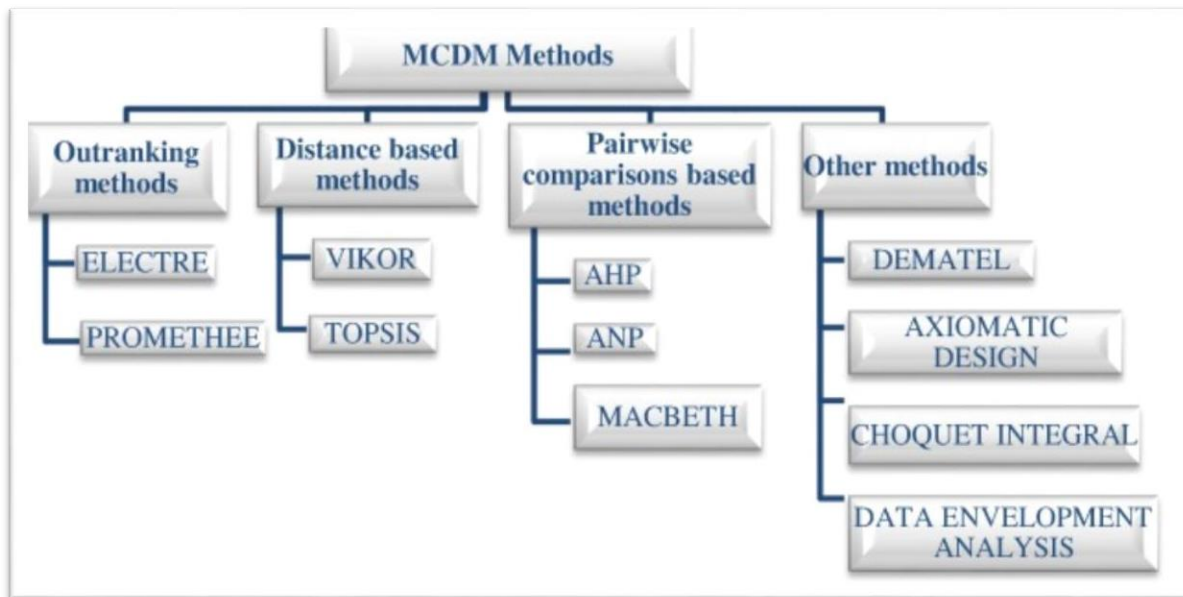 MCDM Methods
Outranking
methods
ELECTRE
PROMETHEE
Distance based
methods
VIKOR
TOPSIS
Pairwise
comparisons based
methods
AHP
ANP
MACBETH
Other methods
DEMATEL
AXIOMATIC
DESIGN
CHOQUET INTEGRAL
DATA ENVELOPMENT
ANALYSIS